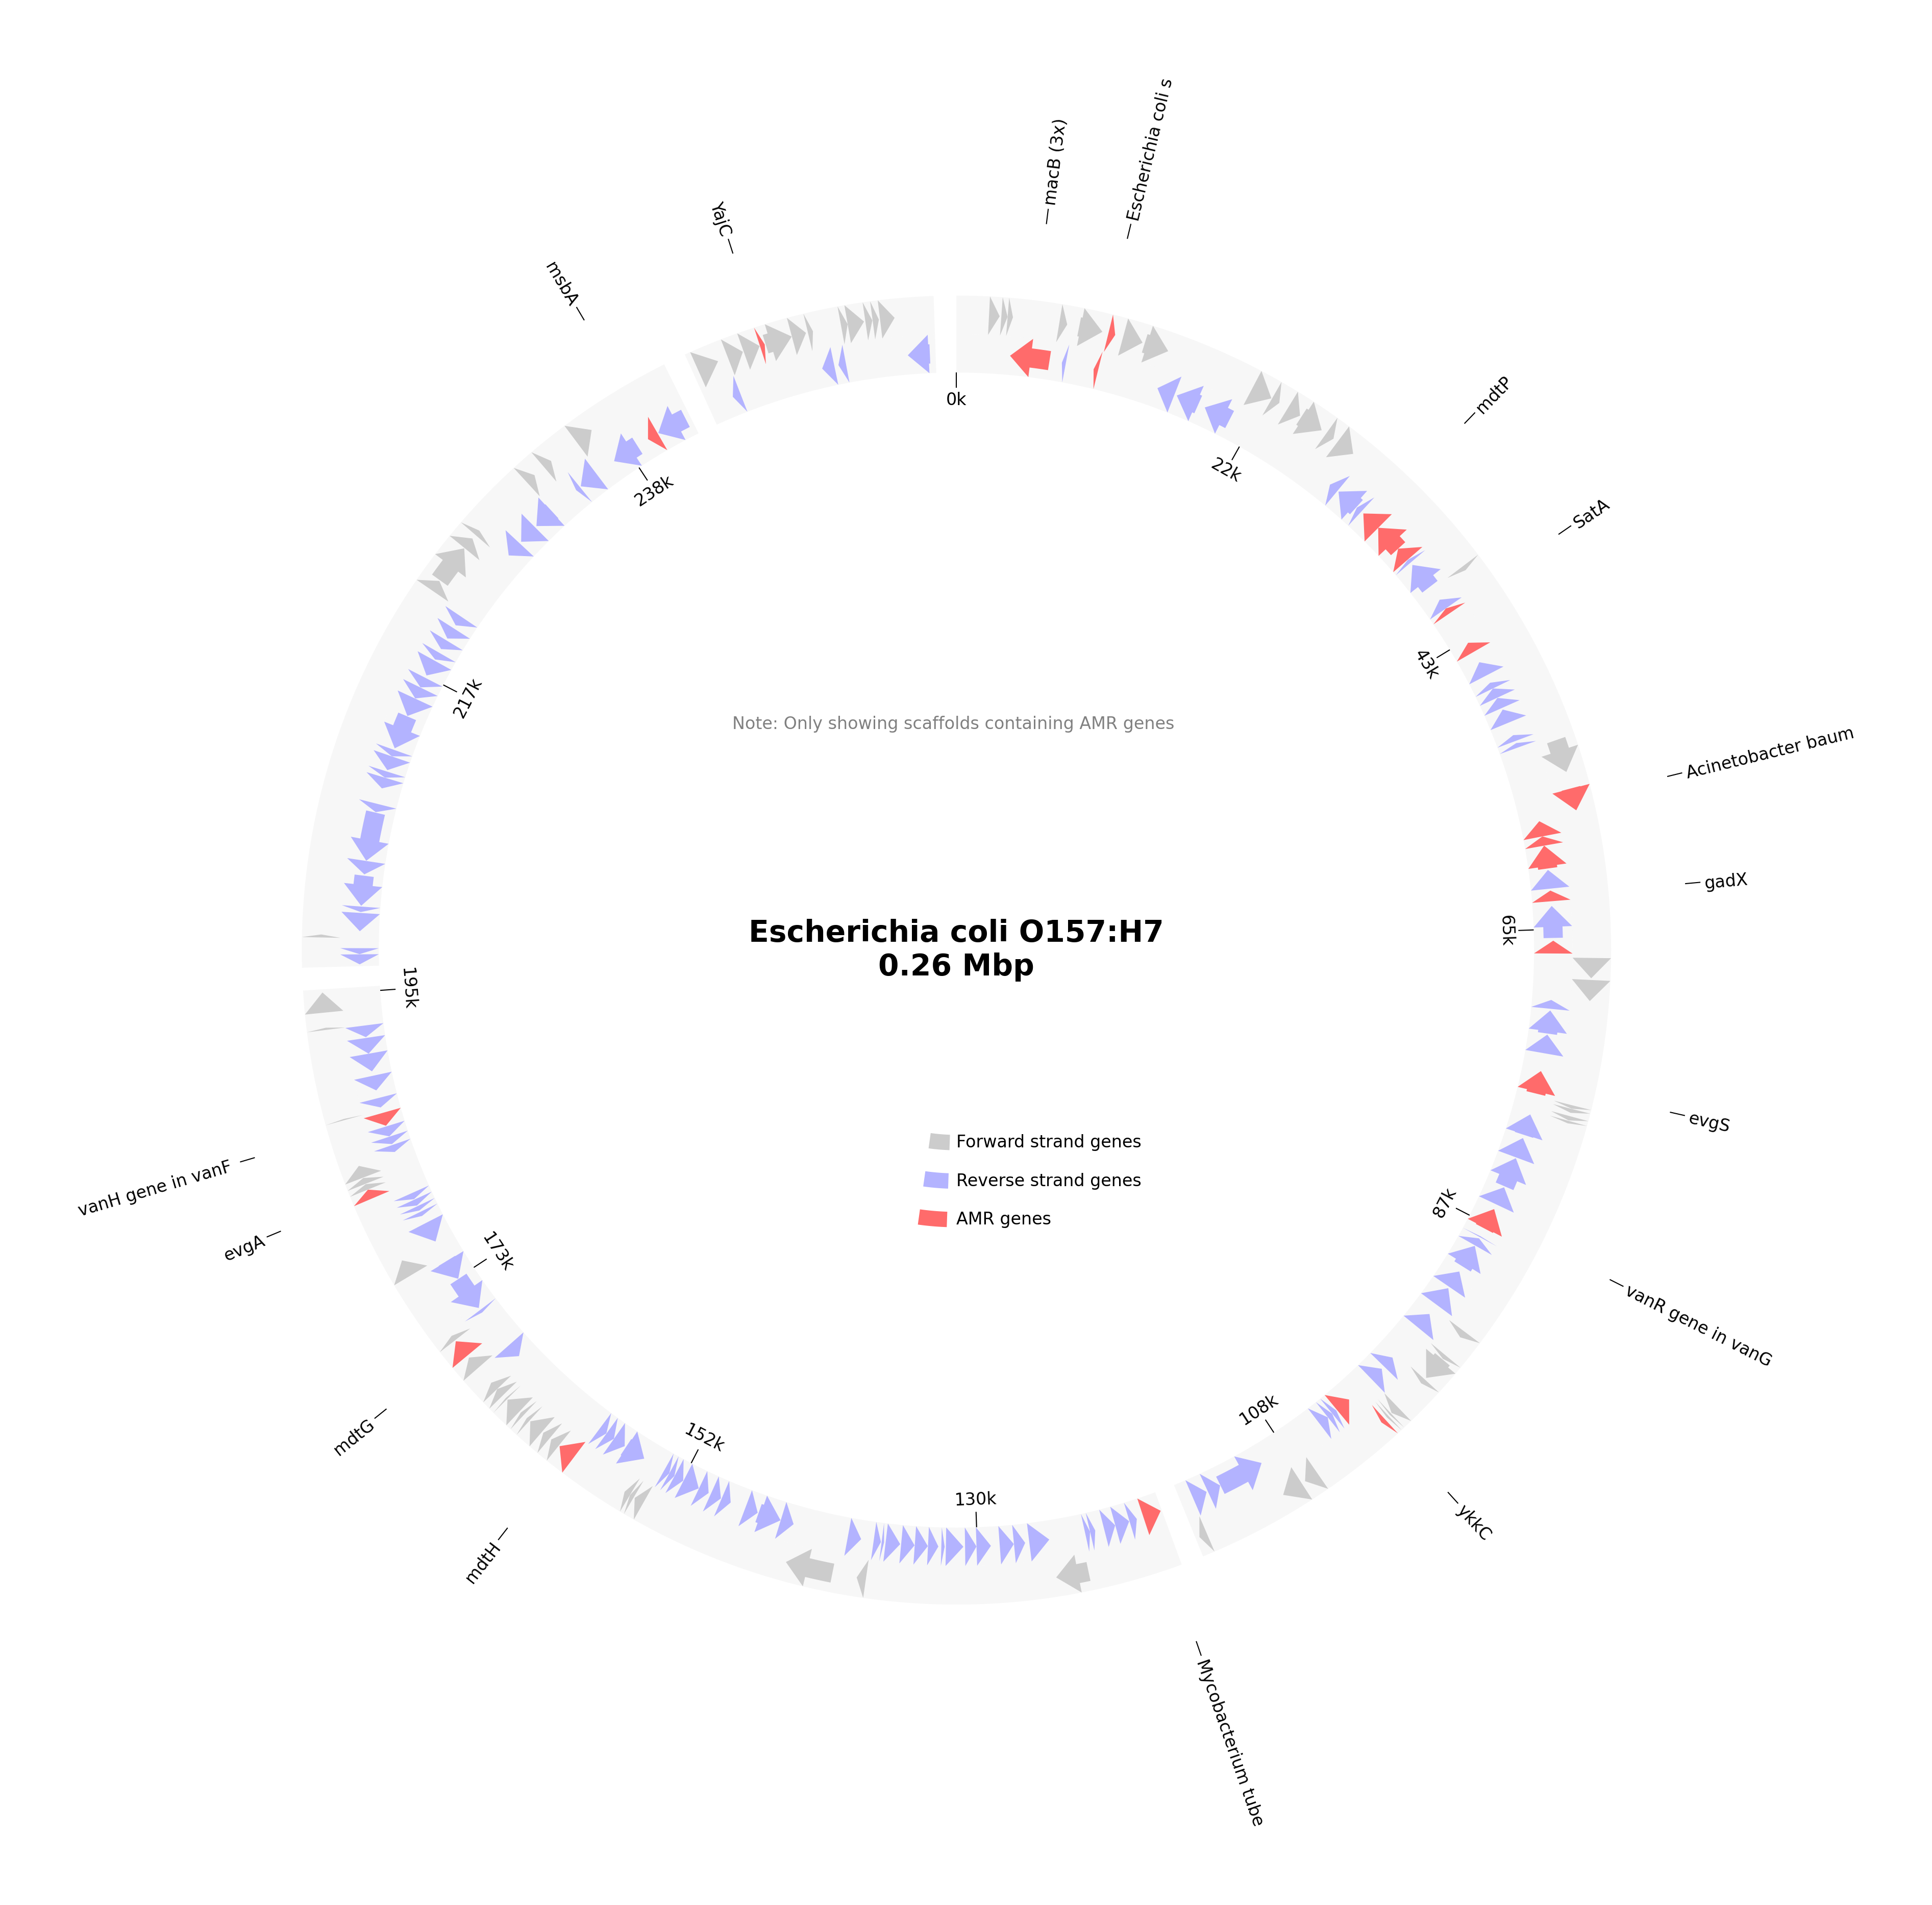 Escherichia coli s
macB (3x)
YajC
msbA
mdtP
0k
22k
238k
SatA
43k
217k
Note: Only showing scaffolds containing AMR genes
Acinetobacter baum
gadX
65k
Escherichia coli O157:H7
0.26 Mbp
195k
evgS
Forward strand genes
Reverse strand genes
AMR genes
vanH gene in vanF
87k
evgA
173k
vanR gene in vanG
mdtG
108k
152k
130k
ykkC
mdtH
Mycobacterium tube